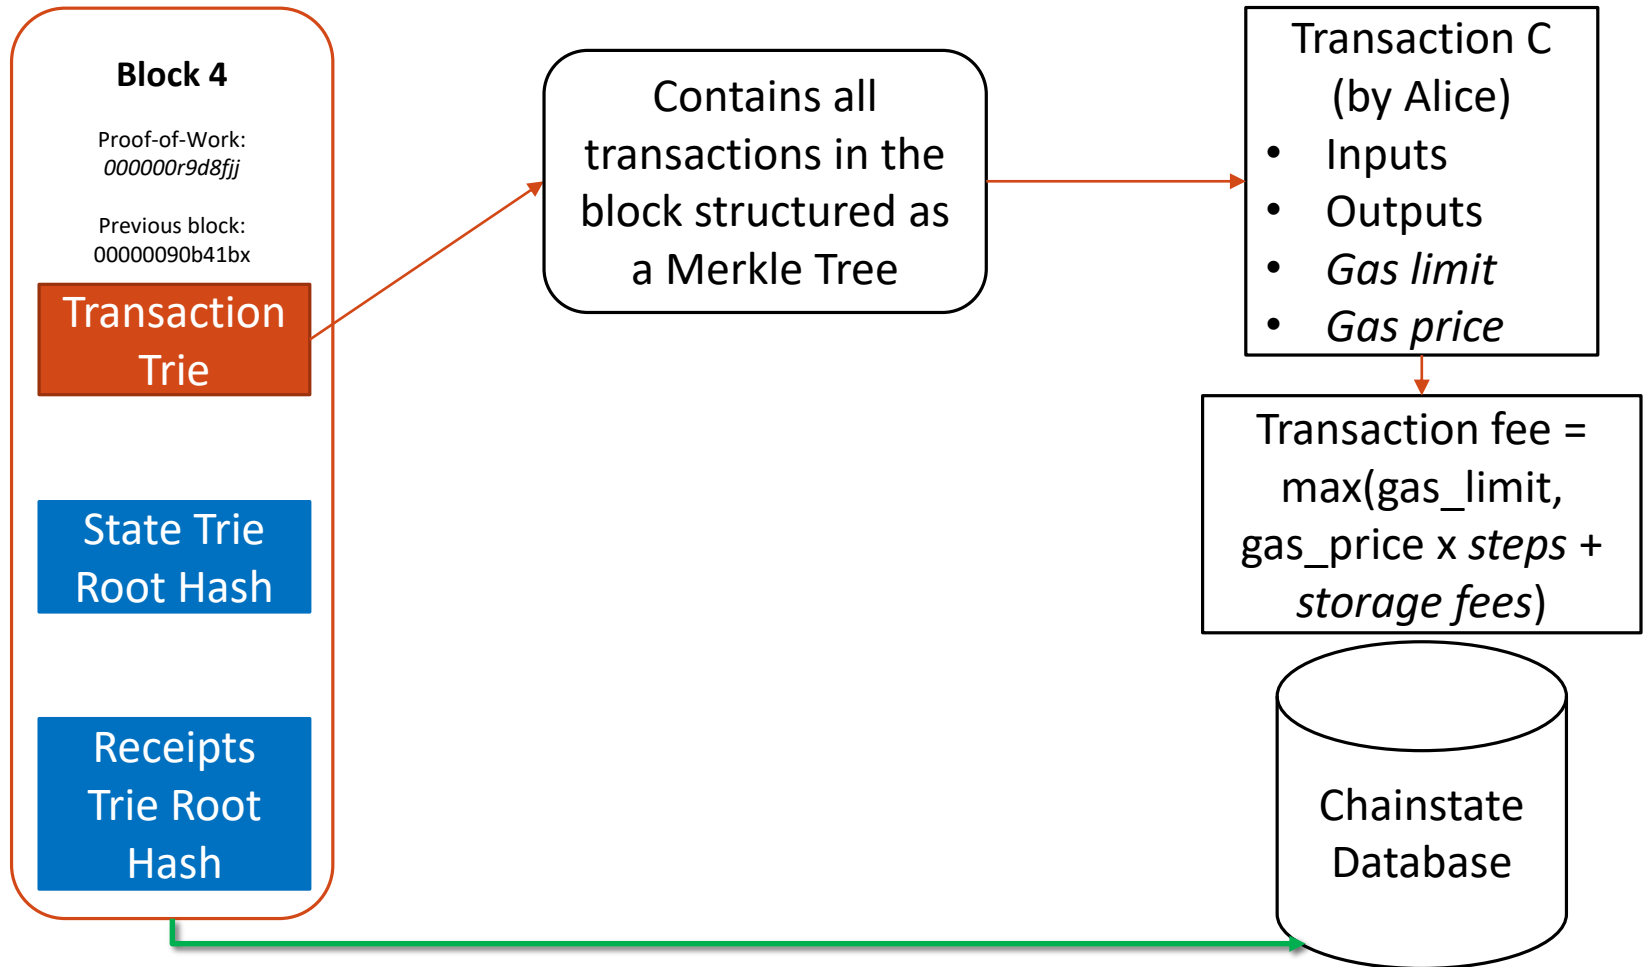 Block 4
Proof-of-Work:
000000r9d8fjj
Previous block:
00000090b41bx
Transaction
Trie
State Trie
Root Hash
Receipts
Trie Root
Hash
Contains all
transactions in the
block structured as
a Merkle Tree
Transaction C
(by Alice)
• Inputs
• Outputs
• Gas limit
• Gas price
Transaction fee =
max(gas_limit,
gas_price x steps +
storage fees)
Chainstate
Database